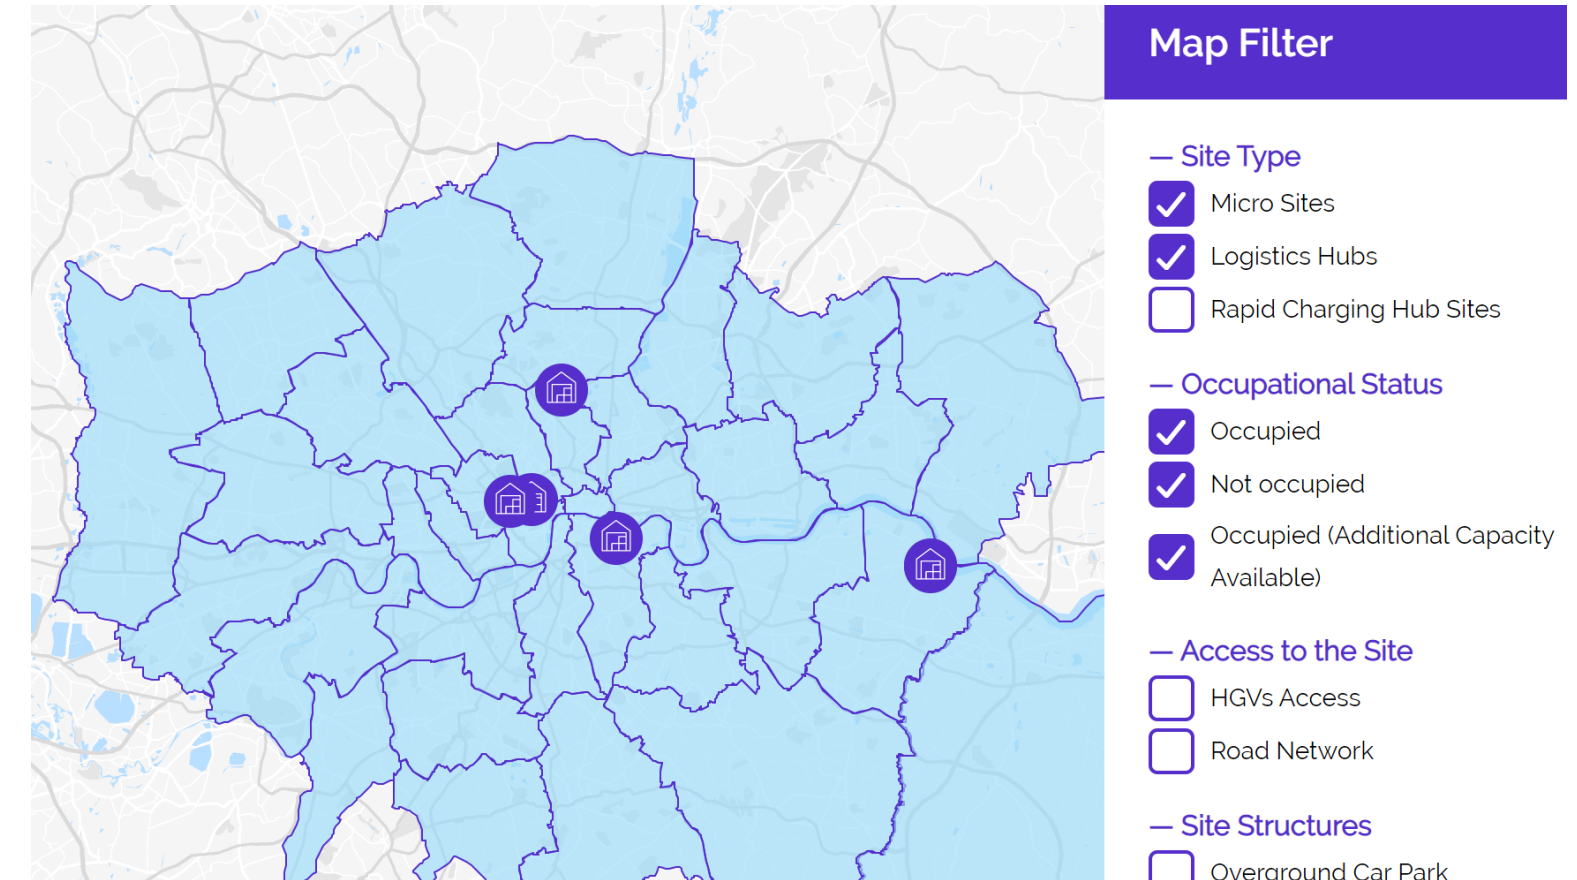 Map Filter
— Site Type
Micro Sites
Logistics Hubs
Rapid Charging Hub Sites
— Occupational Status
Occupied
Not occupied
Occupied (Additional Capacity
Available)
— Access to the Site
HGVs Access
Road Network
— Site Structures
Overground Car Park